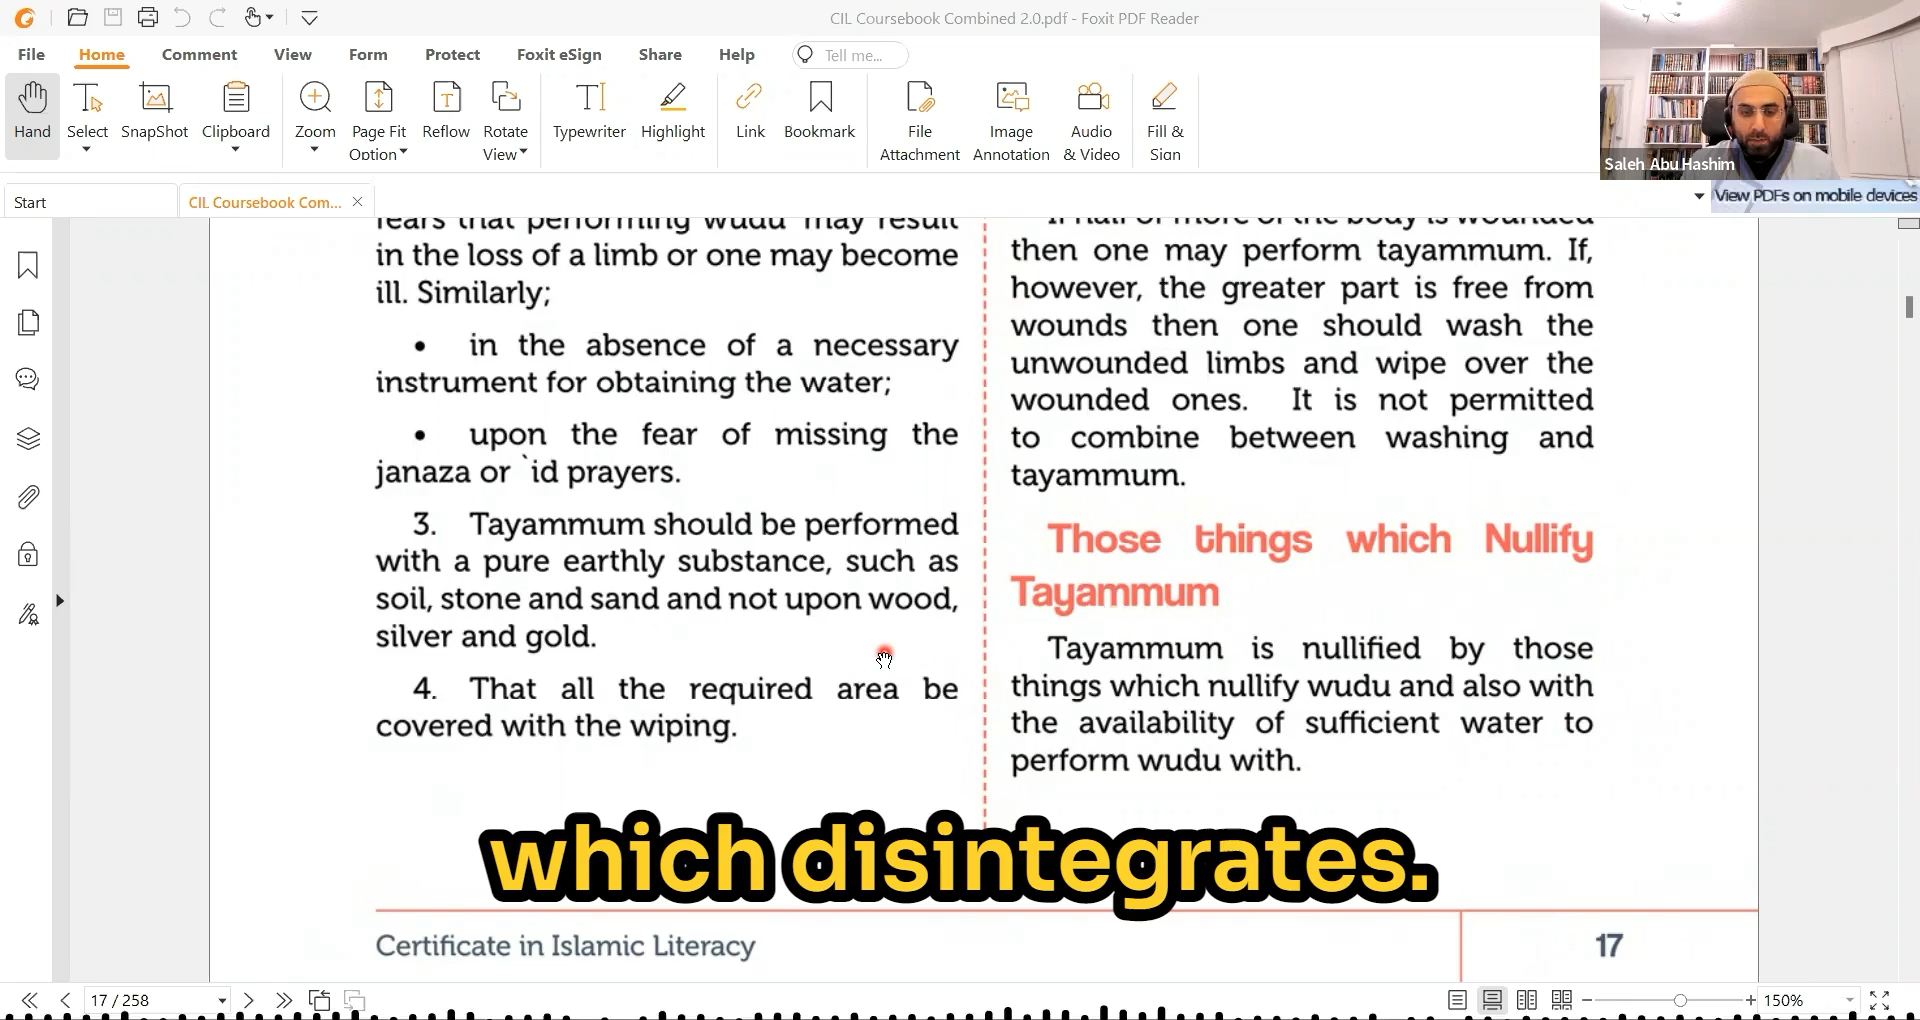 CIL Coursebook Combined 2.0.pdf - Foxit PDF Reader
File Home Comment View Form Protect Foxit eSign Share Help Tell me...
Hand
Select
SnapShot
Clipboard
Zoom
Page Fit
Option
Reflow
Rotate
View
Typewriter
Highlight
Link
Bookmark
File
Attachment
Image
Annotation
Audio
& Video
Fill &
Sign
Saleh Abu Hashim
View PDFs on mobile devices
Start
CIL Coursebook Com...
fears that performing wudu may result
in the loss of a limb or one may become
ill. Similarly;
• in the absence of a necessary
instrument for obtaining the water;
• upon the fear of missing the
janaza or `id prayers.
3. Tayammum should be performed
with a pure earthly substance, such as
soil, stone and sand and not upon wood,
silver and gold.
4. That all the required area be
covered with the wiping.
If half or more of the body is wounded
then one may perform tayammum. If,
however, the greater part is free from
wounds then one should wash the
unwounded limbs and wipe over the
wounded ones. It is not permitted
to combine between washing and
tayammum.
Those things which Nullify
Tayammum
Tayammum is nullified by those
things which nullify wudu and also with
the availability of sufficient water to
perform wudu with.
which disintegrates.
Certificate in Islamic Literacy
17
17 / 258
150%